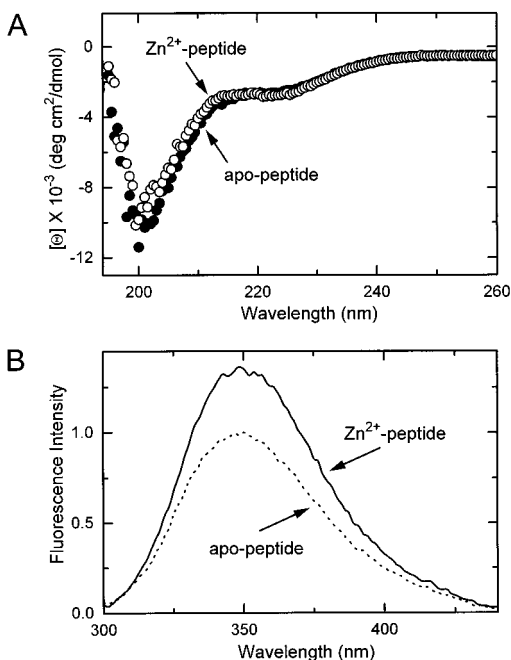 A
[Θ] X 10⁻³ (deg cm²/dmol)
0
-4
-8
-12
Zn²⁺-peptide
apo-peptide
200
220
240
260
Wavelength (nm)
B
Fluorescence Intensity
1.0
0.5
0.0
Zn²⁺-peptide
apo-peptide
300
350
400
Wavelength (nm)